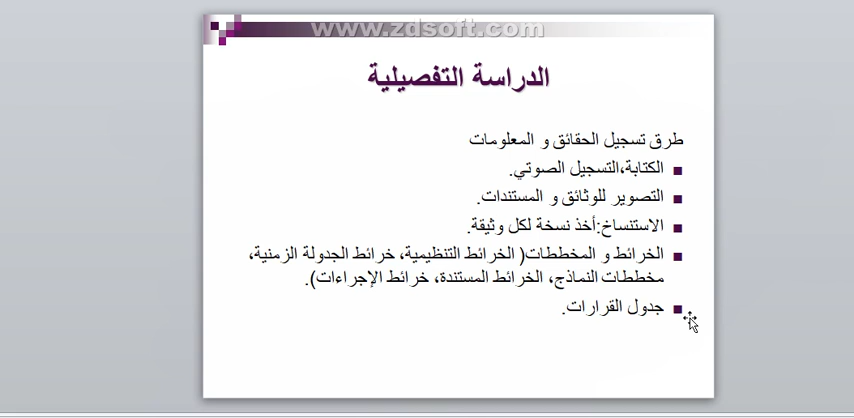 www.zdsoft.com
الدراسة التفصيلية
طرق تسجيل الحقائق و المعلومات
الكتابة،التسجيل الصوتي.
التصوير للوثائق و المستندات.
الاستنساخ:أخذ نسخة لكل وثيقة.
الخرائط و المخططات( الخرائط التنظيمية، خرائط الجدولة الزمنية،
مخططات النماذج، الخرائط المستندة، خرائط الإجراءات).
جدول القرارات.